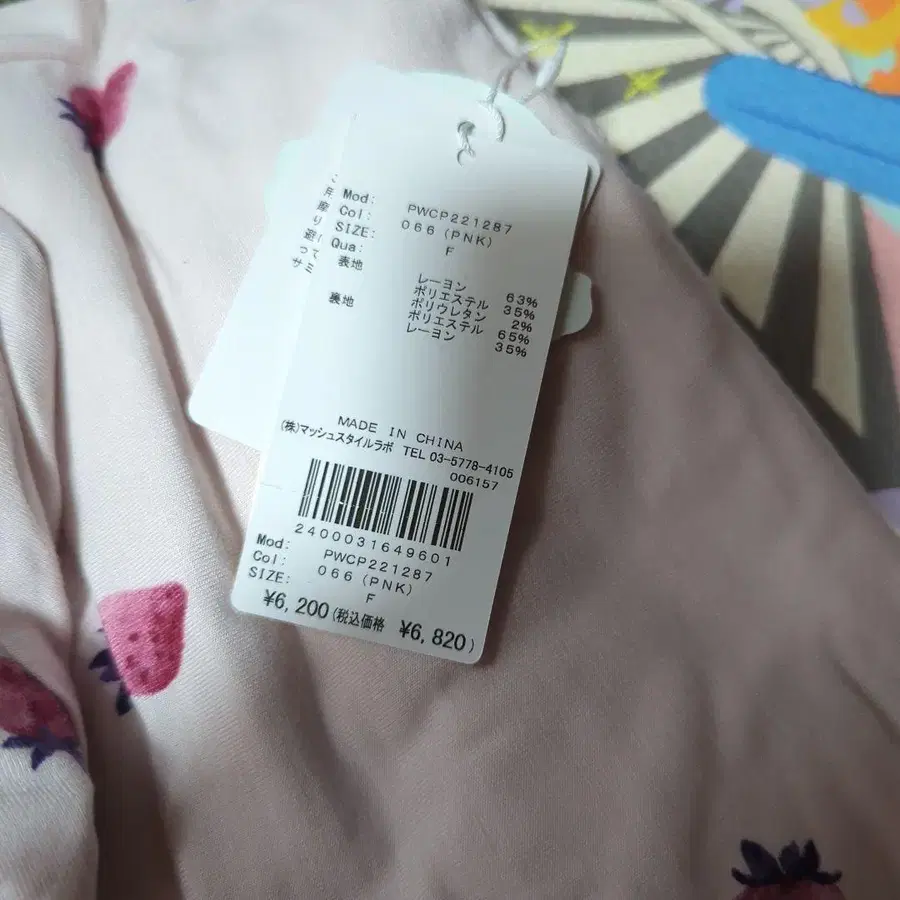 Mod: PWCP221287
Col: 066 (PNK)
SIZE: F
Qua:
表地 レーヨン 63%
ポリエステル 35%
ポリウレタン 2%
裏地 ポリエステル 65%
レーヨン 35%
MADE IN CHINA
(株)マッシュスタイルラボ TEL 03-5778-4105
006157
2400031649601
Mod: PWCP221287
Col: 066 (PNK)
SIZE: F
¥6,200 (税込価格 ¥6,820)